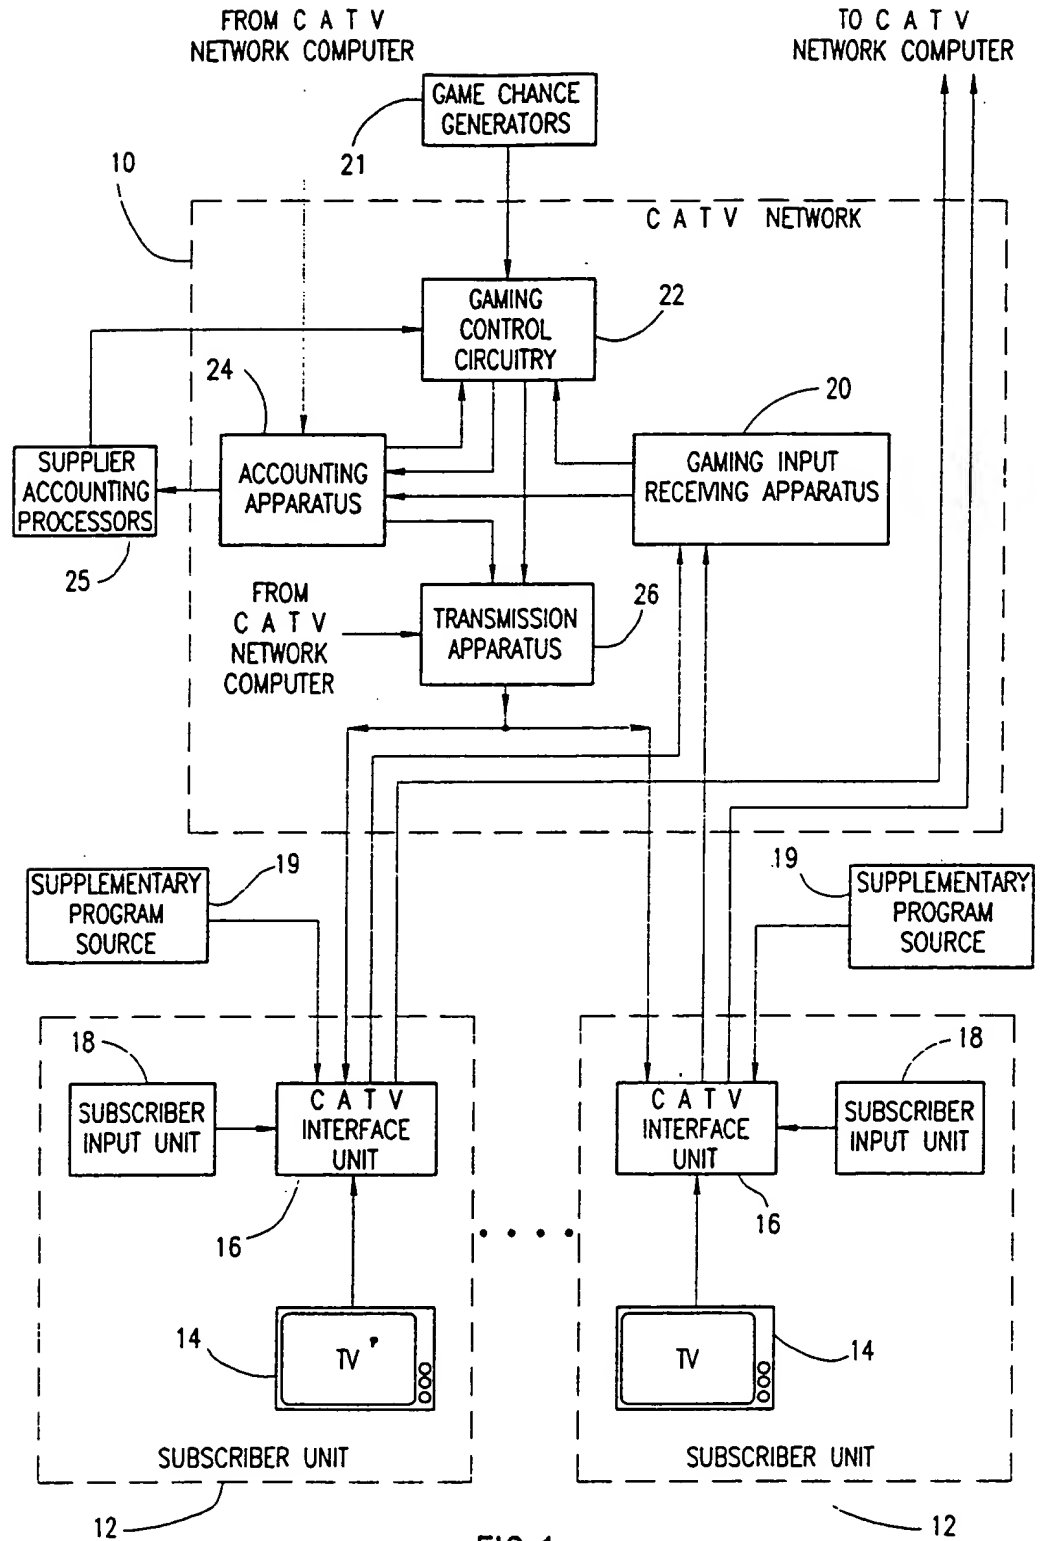 FROM C A T V
NETWORK COMPUTER
TO C A T V
NETWORK COMPUTER
GAME CHANCE
GENERATORS
21
10
C A T V NETWORK
GAMING
CONTROL
CIRCUITRY
22
24
20
SUPPLIER
ACCOUNTING
PROCESSORS
25
ACCOUNTING
APPARATUS
GAMING INPUT
RECEIVING APPARATUS
FROM
C A T V
NETWORK
COMPUTER
TRANSMISSION
APPARATUS
26
SUPPLEMENTARY
PROGRAM
SOURCE
19
19
SUPPLEMENTARY
PROGRAM
SOURCE
18
SUBSCRIBER
INPUT UNIT
C A T V
INTERFACE
UNIT
16
C A T V
INTERFACE
UNIT
16
18
SUBSCRIBER
INPUT UNIT
14
TV
TV
14
SUBSCRIBER UNIT
SUBSCRIBER UNIT
12
12